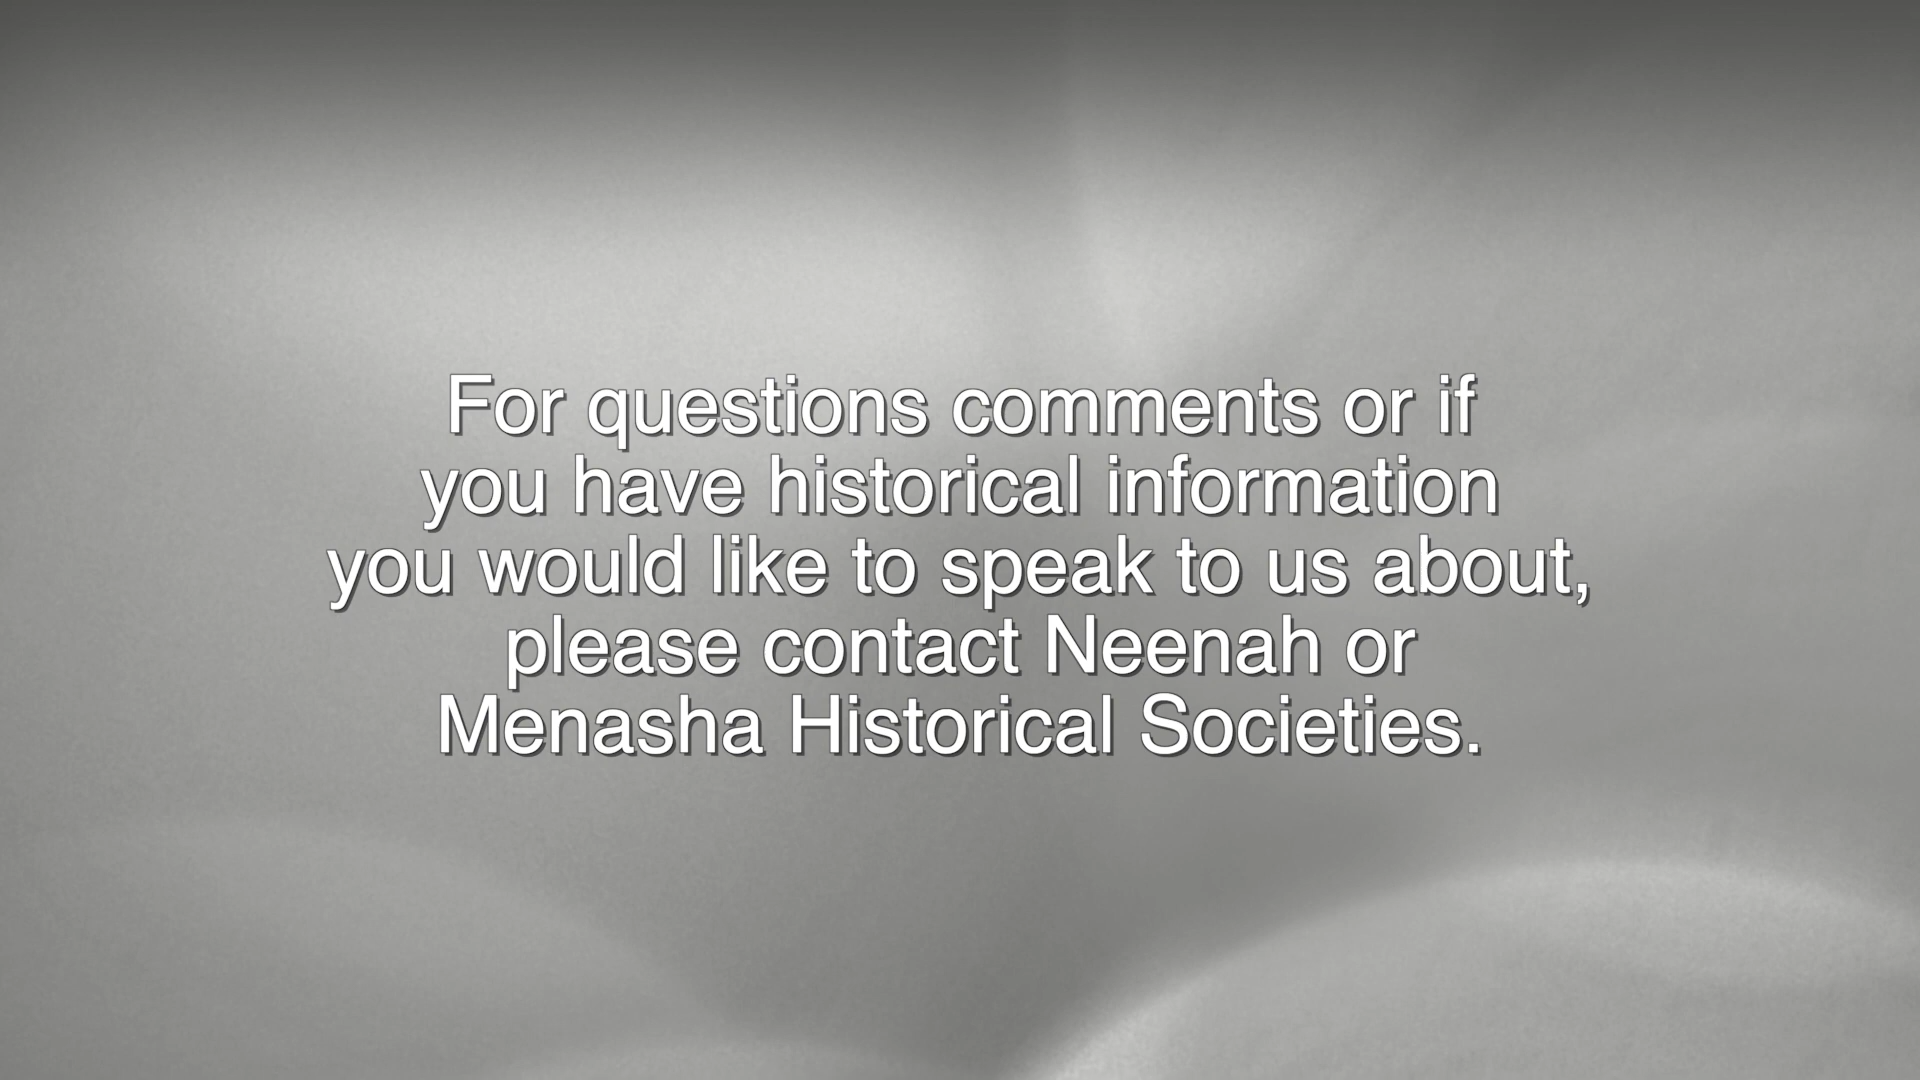 For questions comments or if
you have historical information
you would like to speak to us about,
please contact Neenah or
Menasha Historical Societies.